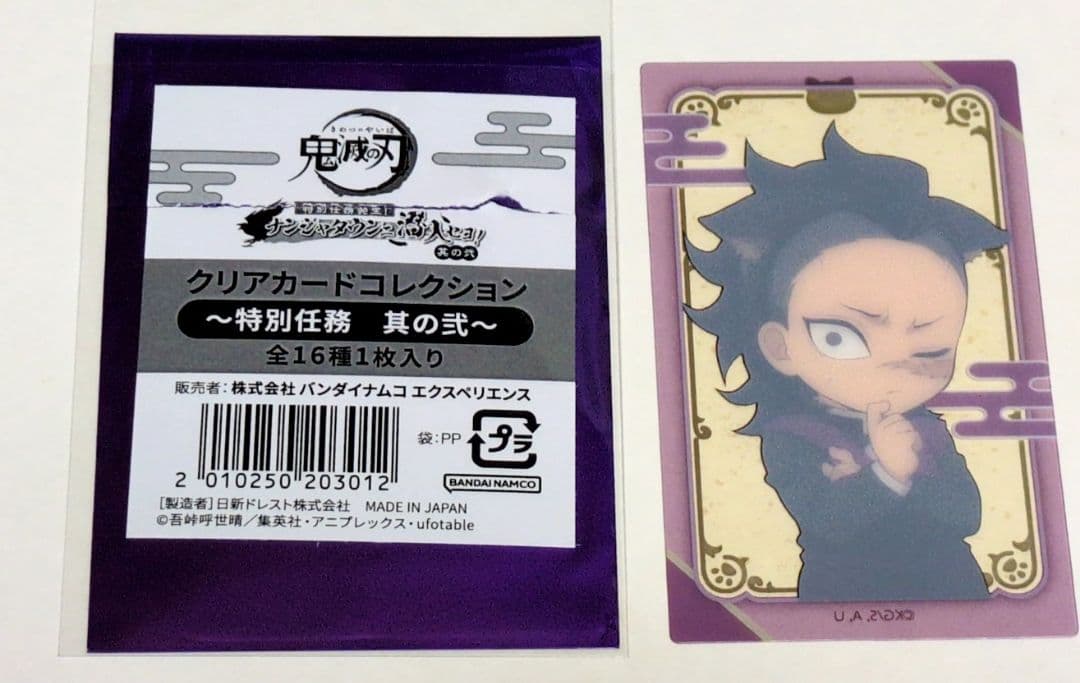 きめつのやいば
鬼滅の刃
特別任務発生!
ナンジャタウンニ潜入セヨ!
其の弐
クリアカードコレクション
〜特別任務 其の弐〜
全16種1枚入り
販売者:株式会社 バンダイナムコ エクスペリエンス
袋:PP
プラ
2 010250 203012
BANDAI NAMCO
[製造者]日新ドレスト株式会社 MADE IN JAPAN
©吾峠呼世晴/集英社・アニプレックス・ufotable
©KG/S, A, U